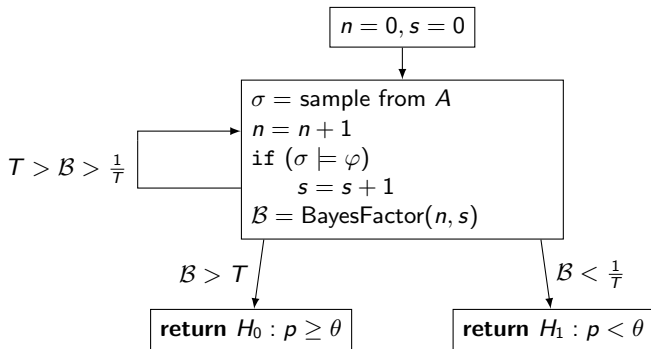 n = 0, s = 0
σ = sample from A
n = n + 1
if (σ ⊨ φ)
s = s + 1
ℬ = BayesFactor(n, s)
T > ℬ > 1/T
ℬ > T
ℬ < 1/T
return H₀ : p ≥ θ
return H₁ : p < θ